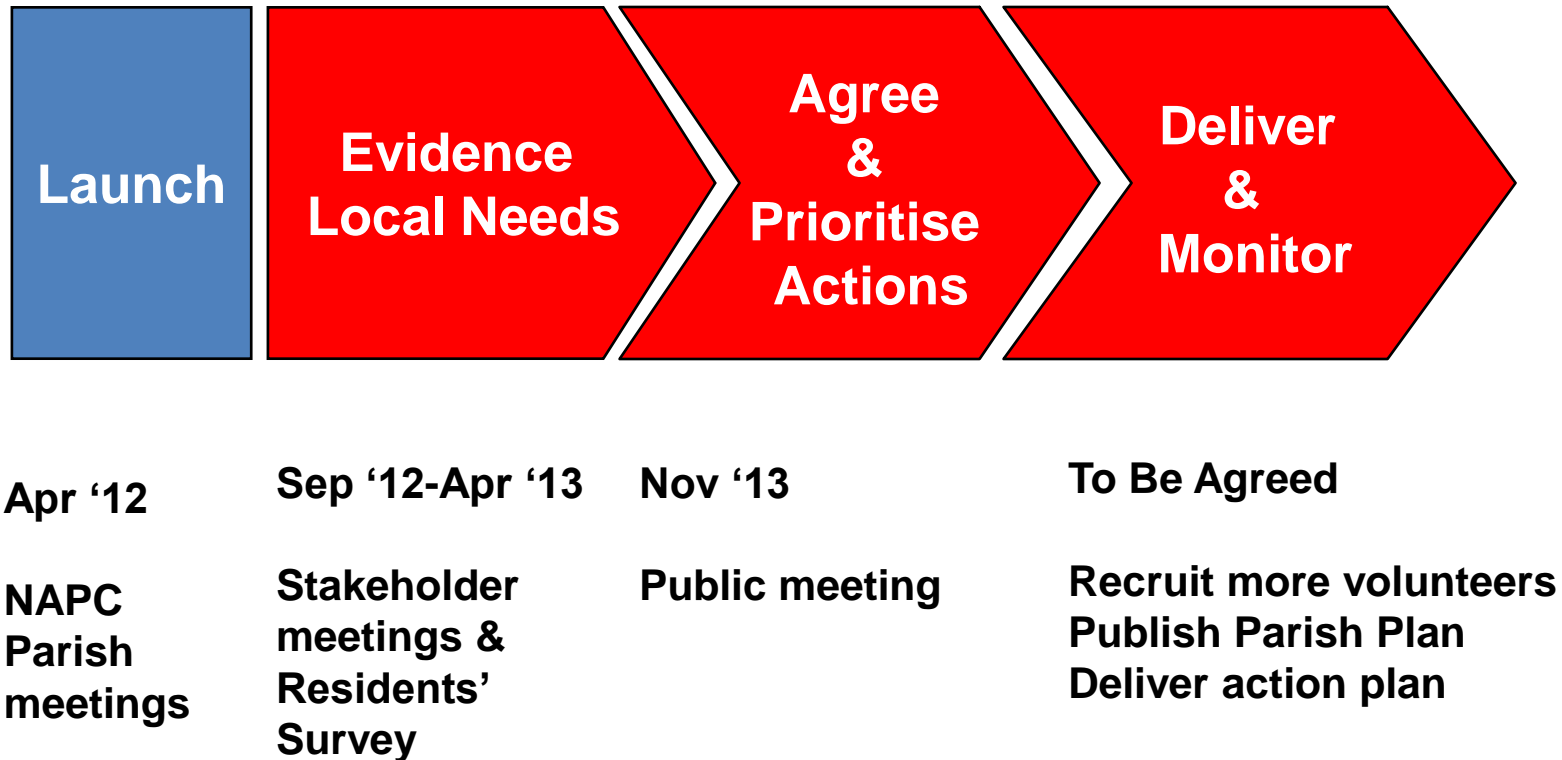 Launch
Evidence
Local Needs
Agree
&
Prioritise
Actions
Deliver
&
Monitor
Apr ‘12
NAPC
Parish
meetings
Sep ‘12-Apr ‘13
Stakeholder
meetings &
Residents’
Survey
Nov ‘13
Public meeting
To Be Agreed
Recruit more volunteers
Publish Parish Plan
Deliver action plan